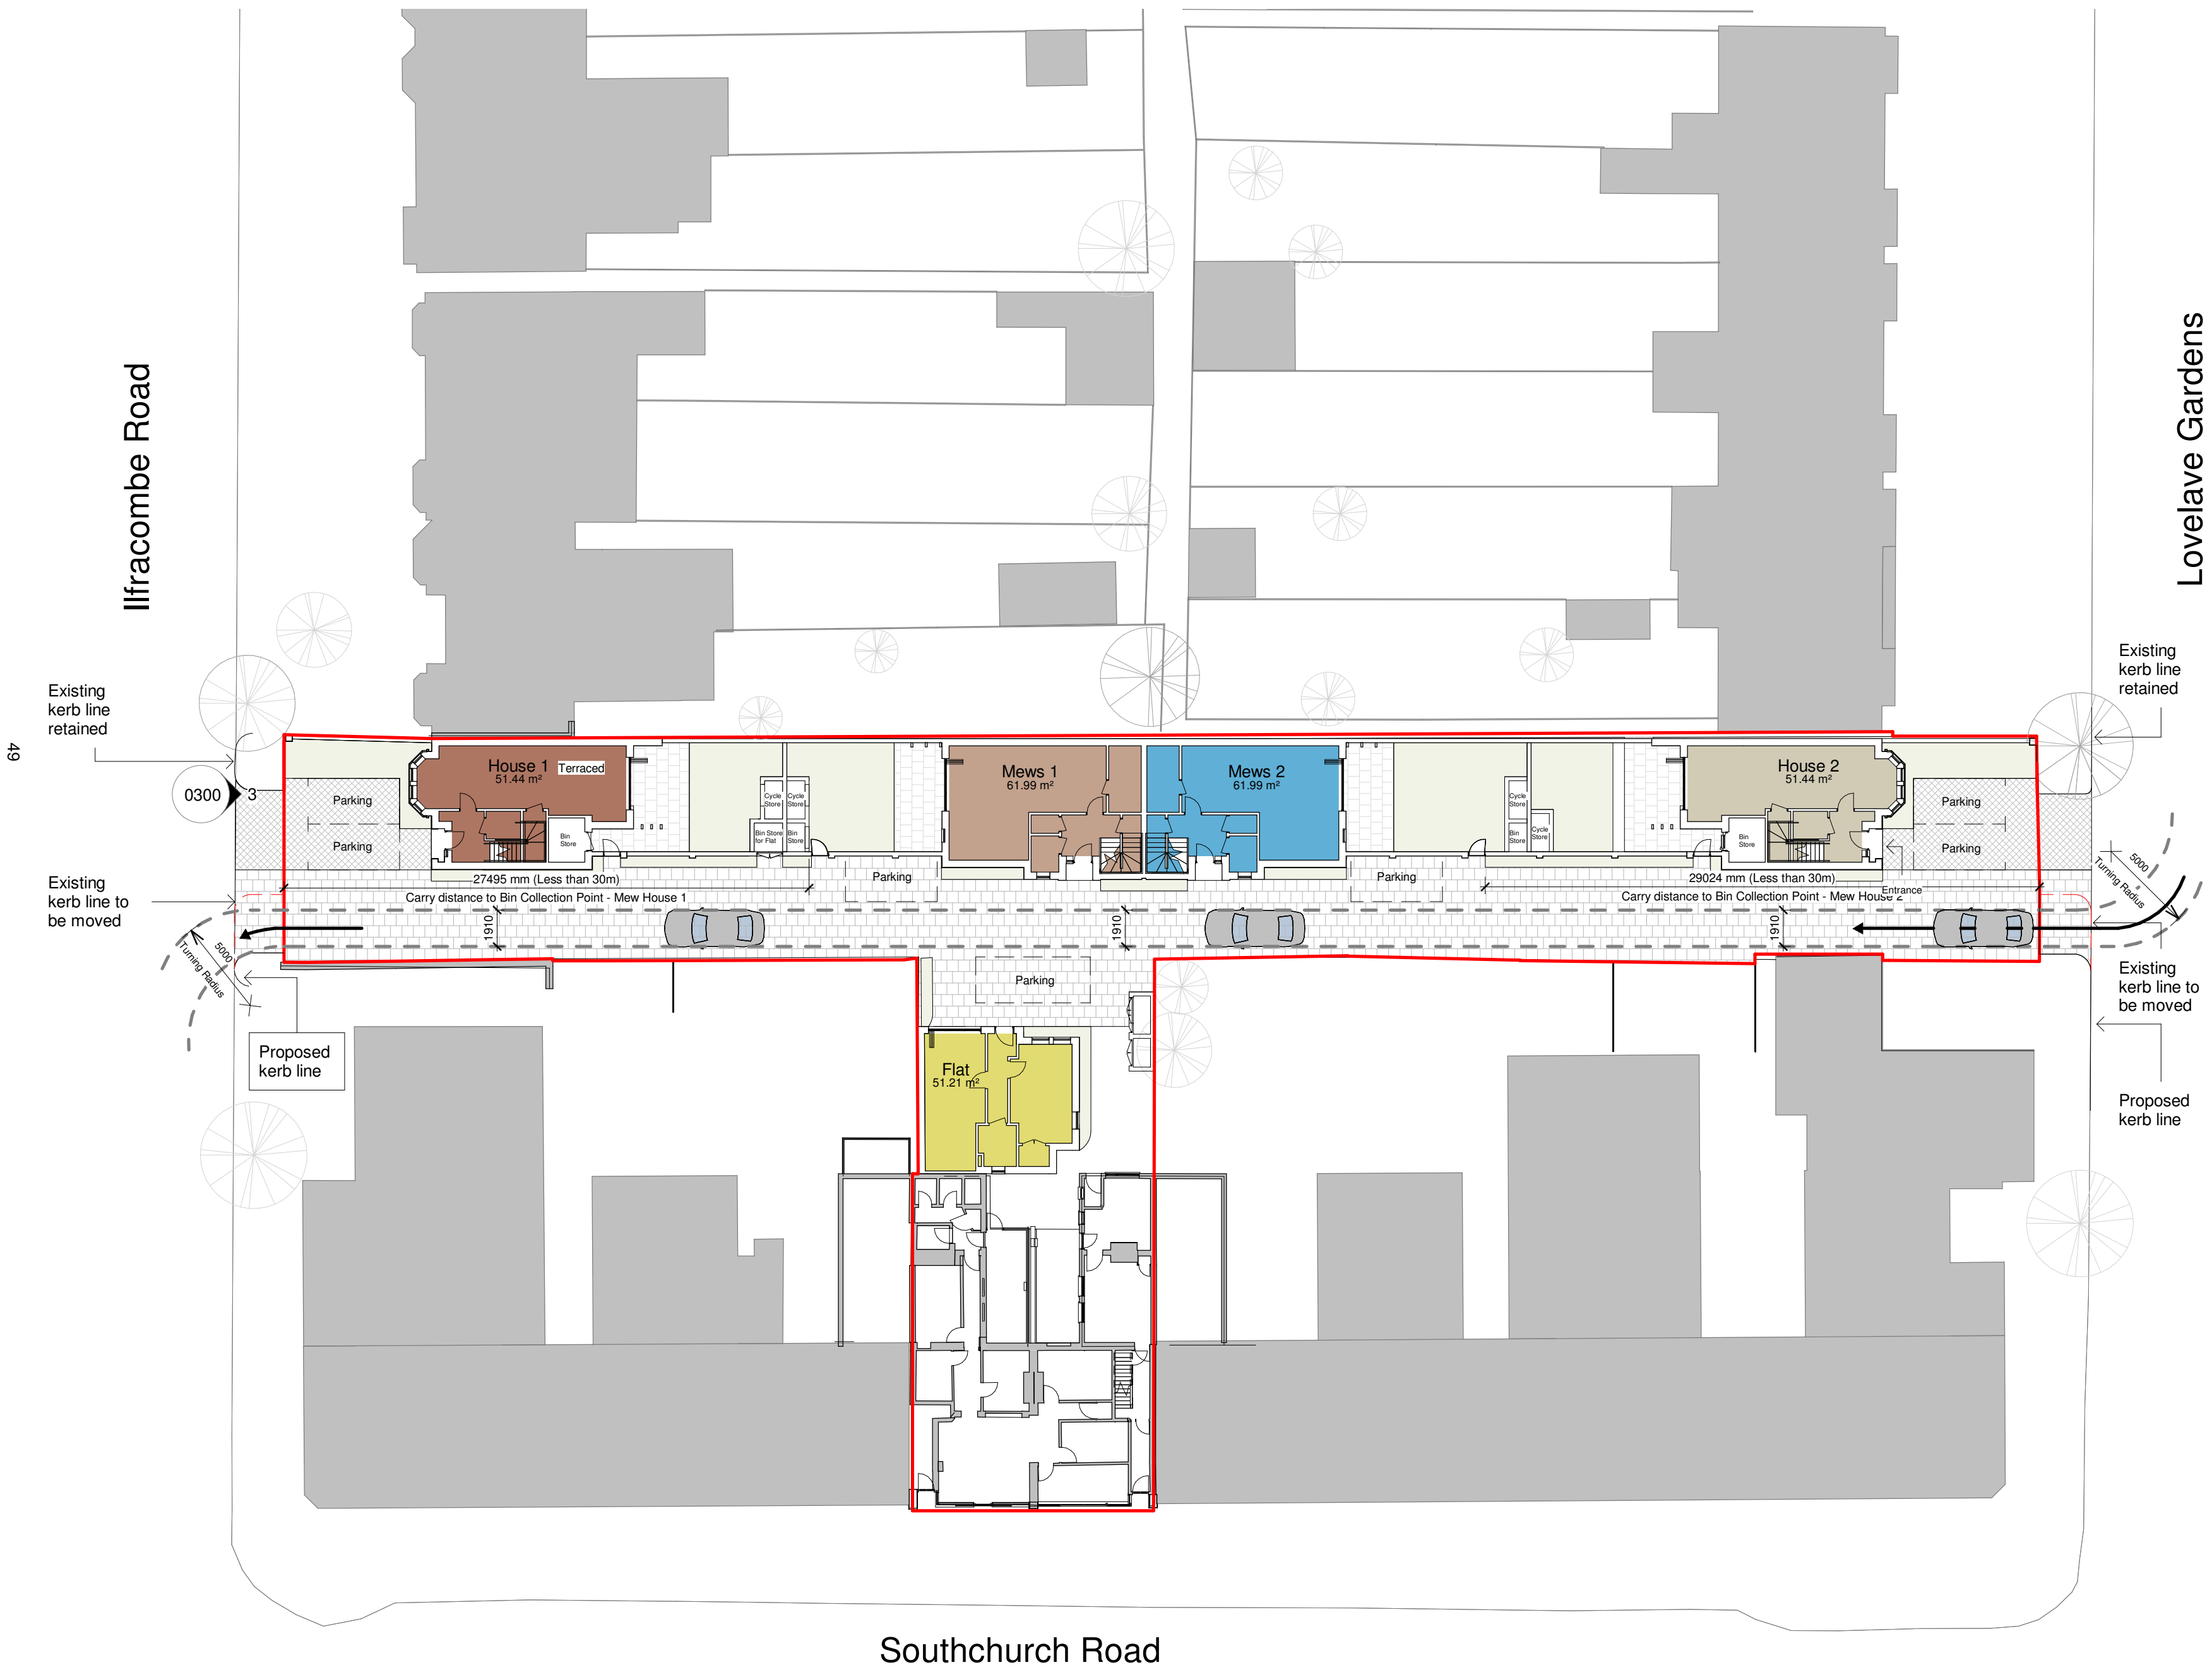 Ilfracombe Road
Lovelave Gardens
Existing
kerb line
retained
Existing
kerb line
retained
49
0300
3
House 1
51.44 m²
Terraced
Mews 1
61.99 m²
Mews 2
61.99 m²
House 2
51.44 m²
Parking
Parking
Bin
Store
Cycle
Store
Cycle
Store
Bin Store
for Flat
Bin
Store
Cycle
Store
Bin
Store
Cycle
Store
Bin
Store
Parking
Parking
Existing
kerb line to
be moved
27495 mm (Less than 30m)
Carry distance to Bin Collection Point - Mew House 1
Parking
Parking
29024 mm (Less than 30m)
Carry distance to Bin Collection Point - Mew House 2
Entrance
5000
Turning Radius
1910
1910
1910
5000
Turning Radius
Parking
Existing
kerb line to
be moved
Proposed
kerb line
Flat
51.21 m²
Proposed
kerb line
Southchurch Road